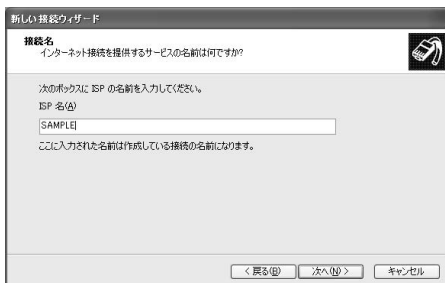 新しい接続ウィザード
接続名
インターネット接続を提供するサービスの名前は何ですか?
次のボックスに ISP の名前を入力してください。
ISP 名(A)
SAMPLE
ここに入力された名前は作成している接続の名前になります。
< 戻る(B) 次へ(N) > キャンセル